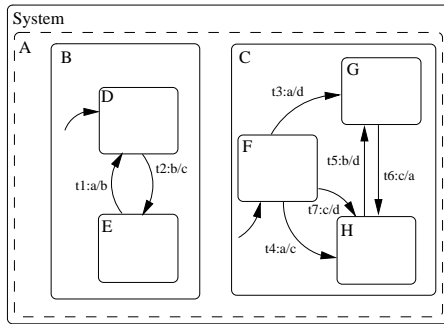 System
A
B
C
D
G
t3:a/d
F
t1:a/b
t2:b/c
t5:b/d
t6:c/a
t7:c/d
E
H
t4:a/c